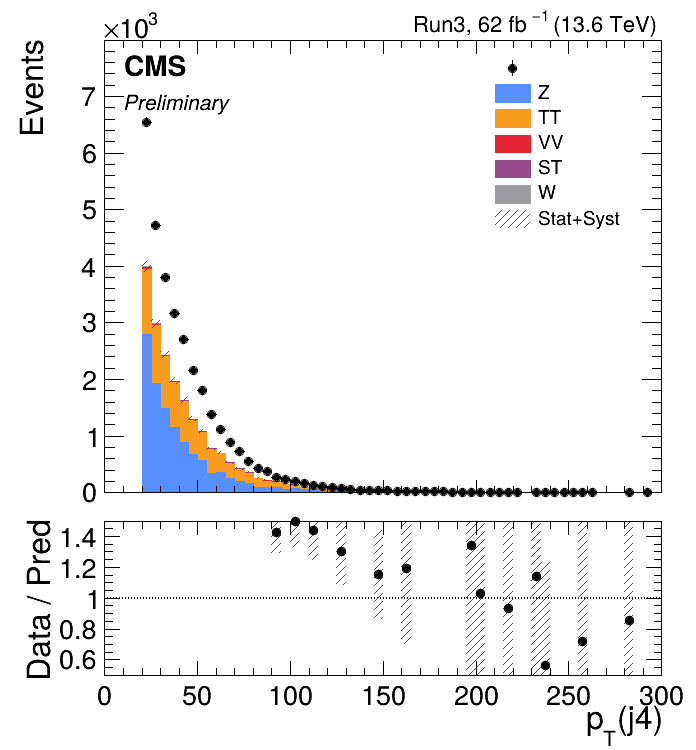 ×10³
Run3, 62 fb⁻¹ (13.6 TeV)
CMS
Preliminary
Events
Z
TT
VV
ST
W
Stat+Syst
7
6
5
4
3
2
1
0
Data / Pred
1.4
1.2
1
0.8
0.6
0 50 100 150 200 250 300
p_T(j4)